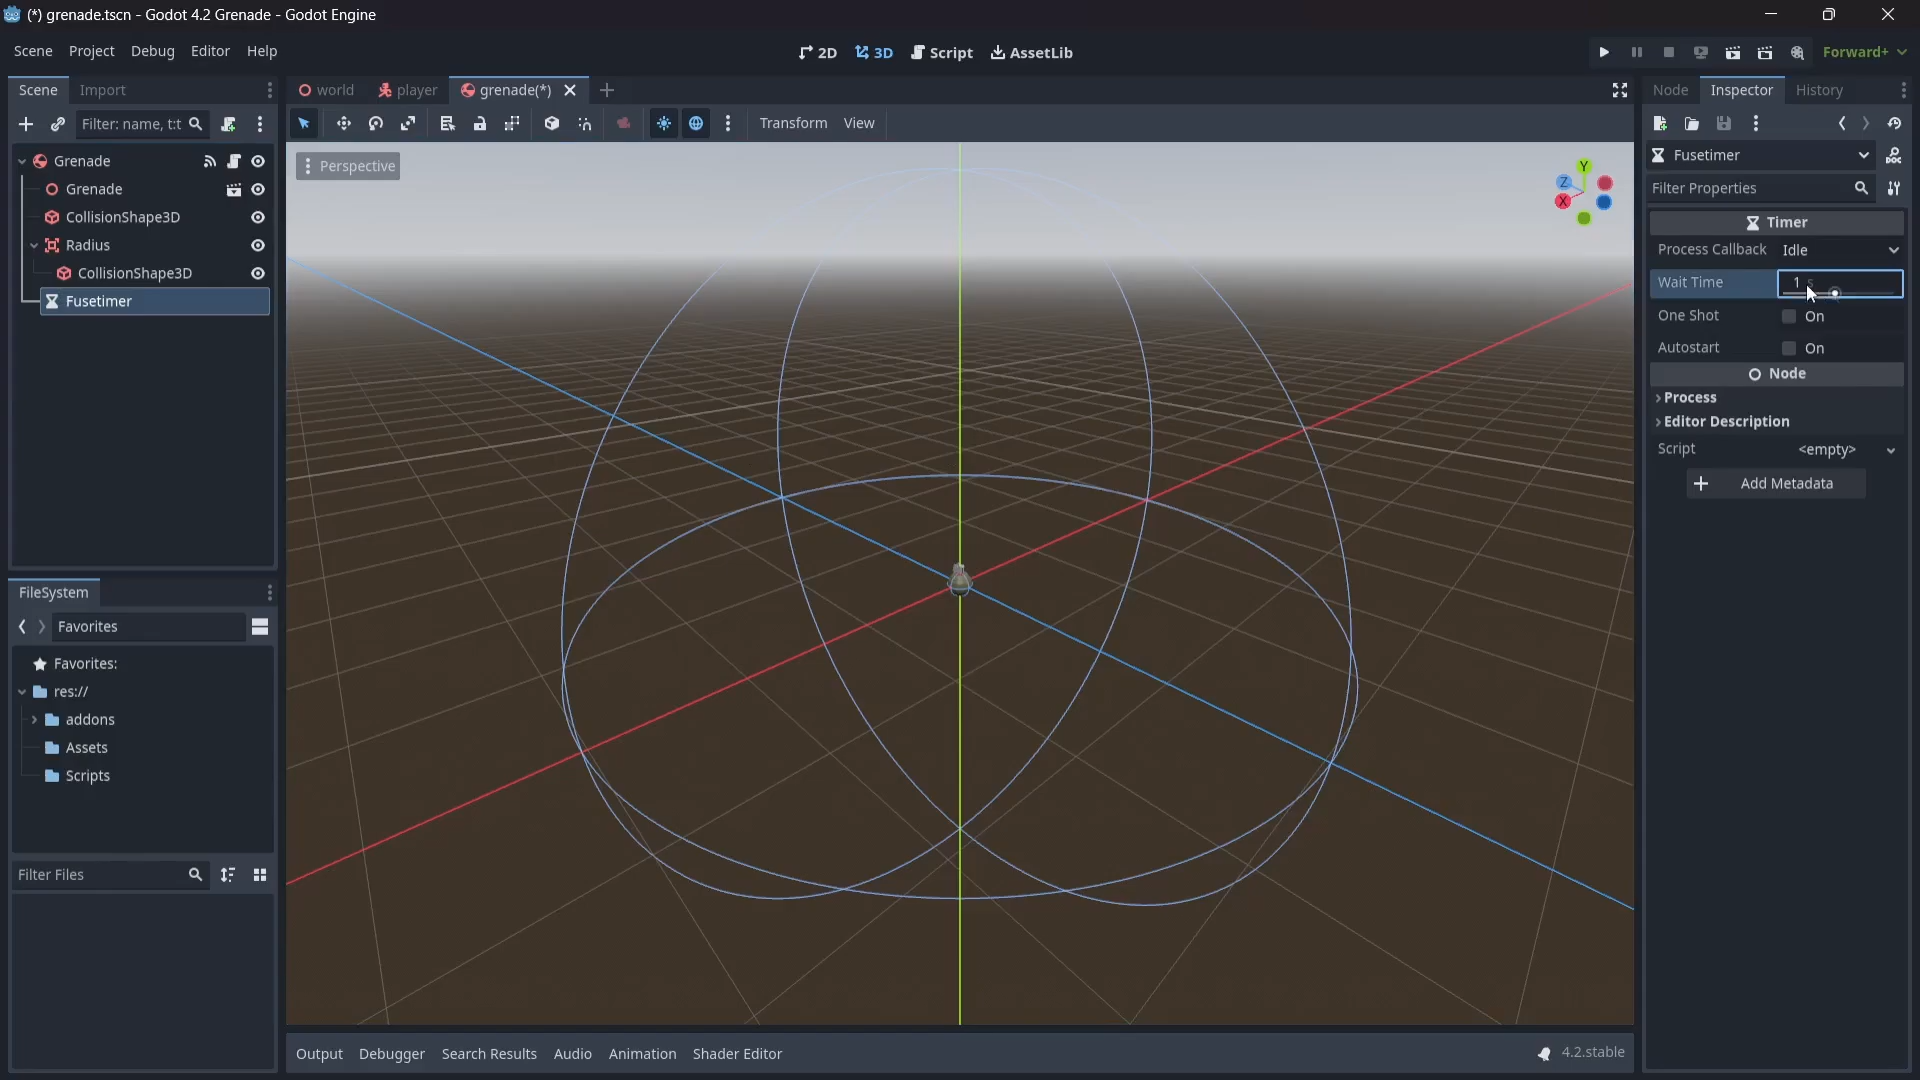 (*) grenade.tscn - Godot 4.2 Grenade - Godot Engine
Scene Project Debug Editor Help
2D 3D Script AssetLib
Forward+
Scene Import
world player grenade(*)
Node Inspector History
Filter: name, t:t
Transform View
Perspective
Y
Z
X
Grenade
Grenade
CollisionShape3D
Radius
CollisionShape3D
Fusetimer
FileSystem
Favorites
Favorites:
res://
addons
Assets
Scripts
Filter Files
Fusetimer
Filter Properties
Timer
Process Callback Idle
Wait Time 1 s
One Shot On
Autostart On
Node
Process
Editor Description
Script <empty>
Add Metadata
Output Debugger Search Results Audio Animation Shader Editor
4.2.stable